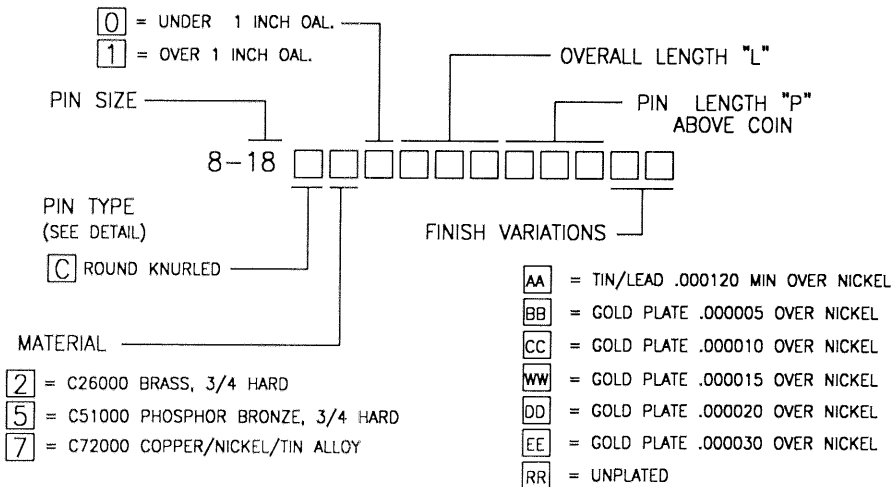 0 = UNDER 1 INCH OAL.
1 = OVER 1 INCH OAL.
OVERALL LENGTH "L"
PIN SIZE
PIN LENGTH "P"
ABOVE COIN
8-18
PIN TYPE
(SEE DETAIL)
C ROUND KNURLED
FINISH VARIATIONS
AA = TIN/LEAD .000120 MIN OVER NICKEL
BB = GOLD PLATE .000005 OVER NICKEL
CC = GOLD PLATE .000010 OVER NICKEL
WW = GOLD PLATE .000015 OVER NICKEL
DD = GOLD PLATE .000020 OVER NICKEL
EE = GOLD PLATE .000030 OVER NICKEL
RR = UNPLATED
MATERIAL
2 = C26000 BRASS, 3/4 HARD
5 = C51000 PHOSPHOR BRONZE, 3/4 HARD
7 = C72000 COPPER/NICKEL/TIN ALLOY